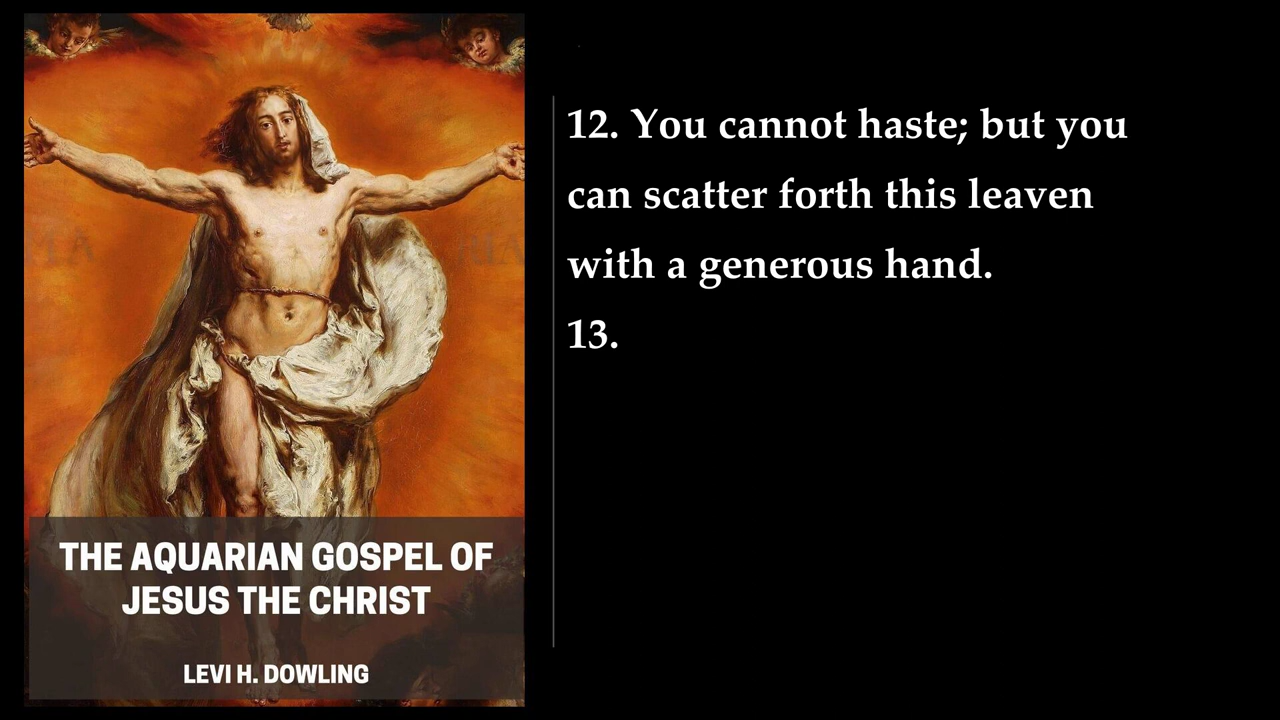 12. You cannot haste; but you
can scatter forth this leaven
with a generous hand.
13.
THE AQUARIAN GOSPEL OF
JESUS THE CHRIST
LEVI H. DOWLING